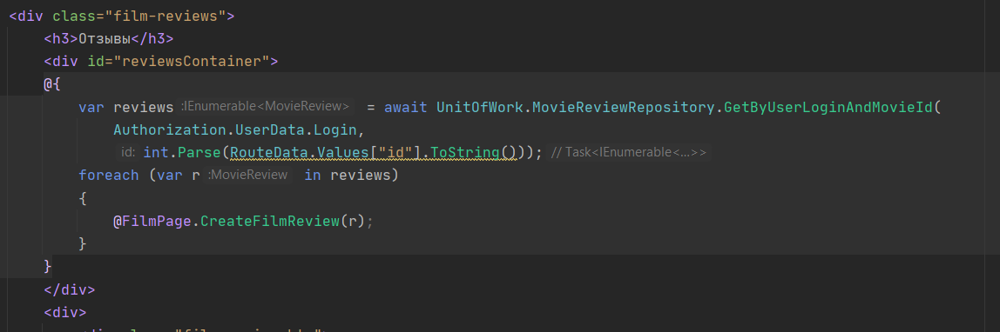 <div class="film-reviews">
<h3>Отзывы</h3>
<div id="reviewsContainer">
@{
var reviews :IEnumerable<MovieReview> = await UnitOfWork.MovieReviewRepository.GetByUserLoginAndMovieId(
Authorization.UserData.Login,
id: int.Parse(RouteData.Values["id"].ToString())); // Task<IEnumerable<...>>
foreach (var r :MovieReview in reviews)
{
@FilmPage.CreateFilmReview(r);
}
}
</div>
<div>